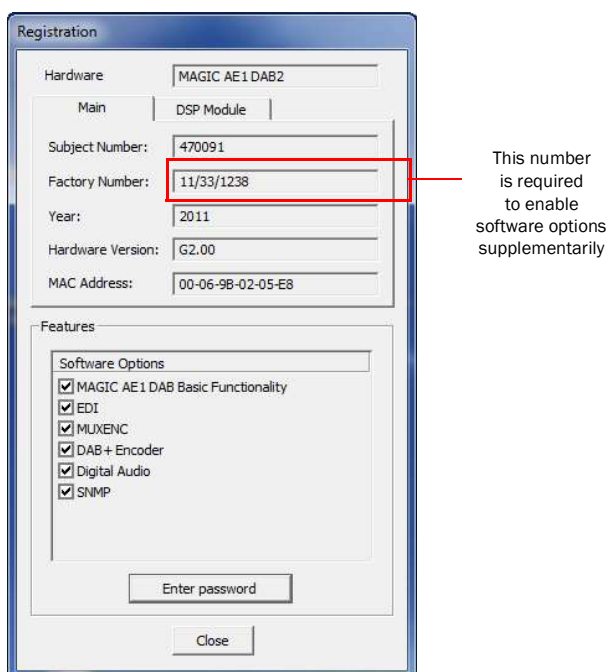 Registration
Hardware MAGIC AE1 DAB2
Main DSP Module
Subject Number: 470091
Factory Number: 11/33/1238
Year: 2011
Hardware Version: G2.00
MAC Address: 00-06-9B-02-05-E8
This number
is required
to enable
software options
supplementarily
Features
Software Options
MAGIC AE1 DAB Basic Functionality
EDI
MUXENC
DAB+ Encoder
Digital Audio
SNMP
Enter password
Close